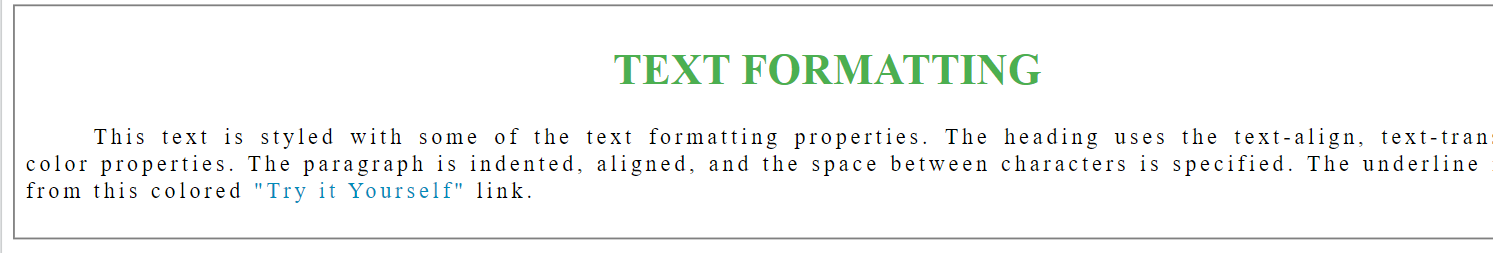 TEXT FORMATTING
This text is styled with some of the text formatting properties. The heading uses the text-align, text-tran
color properties. The paragraph is indented, aligned, and the space between characters is specified. The underline
from this colored "Try it Yourself" link.